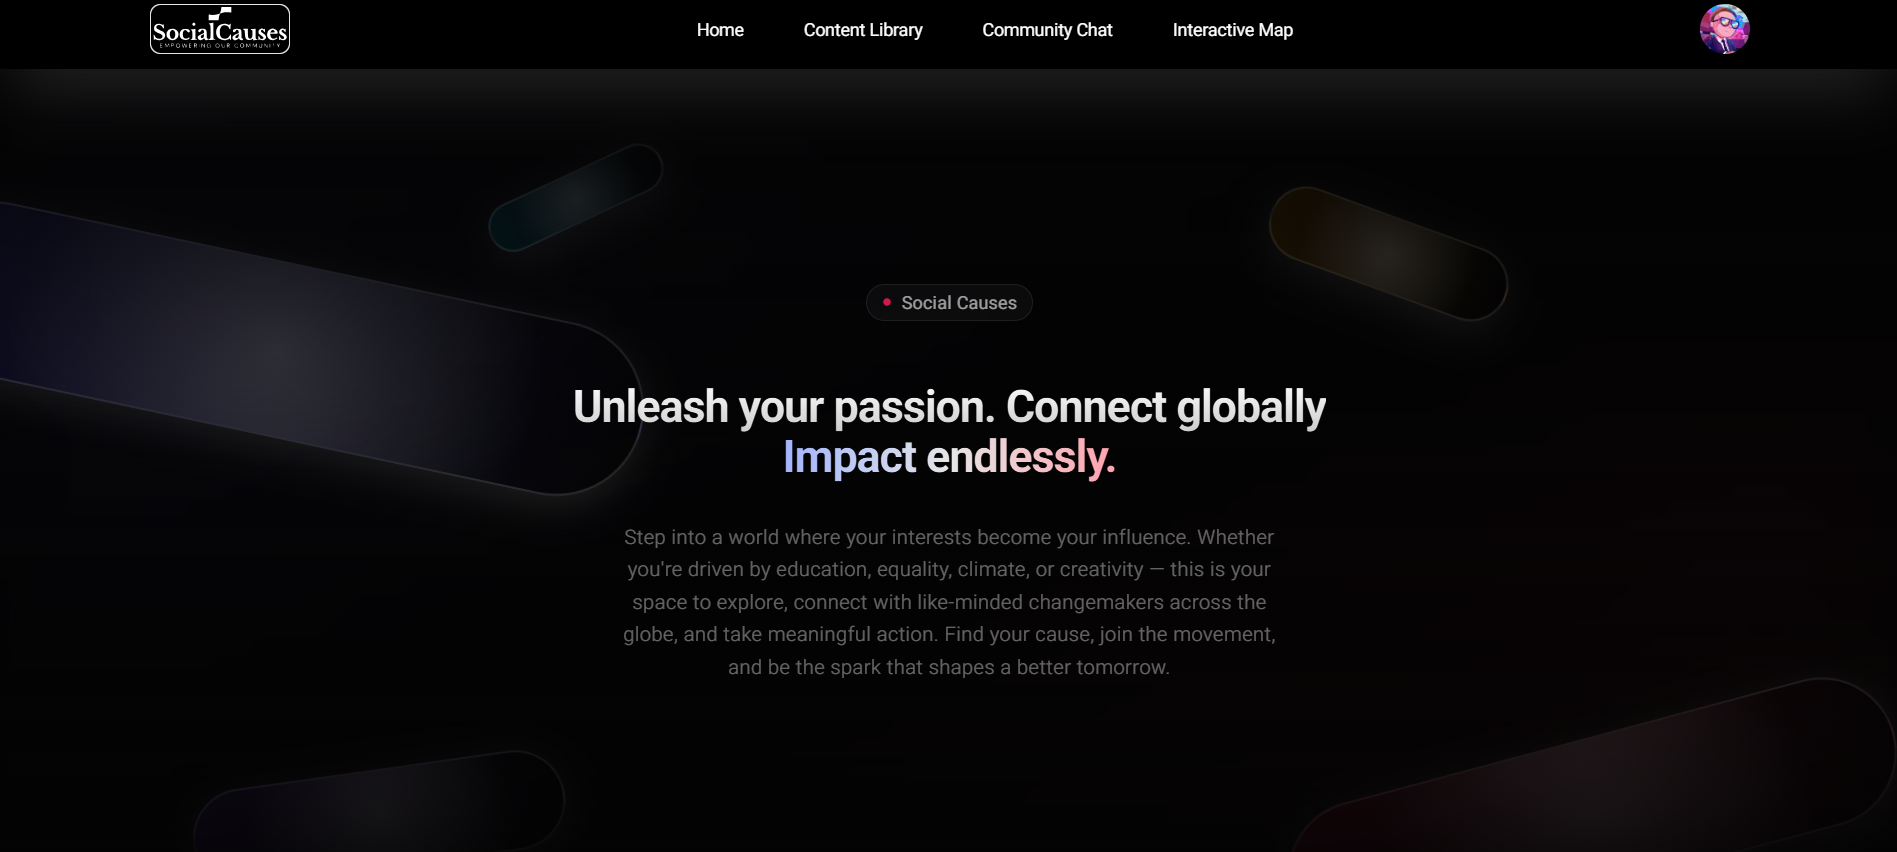 SocialCauses
EMPOWERING OUR COMMUNITY
Home
Content Library
Community Chat
Interactive Map
Social Causes
Unleash your passion. Connect globally
Impact endlessly.
Step into a world where your interests become your influence. Whether
you're driven by education, equality, climate, or creativity — this is your
space to explore, connect with like-minded changemakers across the
globe, and take meaningful action. Find your cause, join the movement,
and be the spark that shapes a better tomorrow.